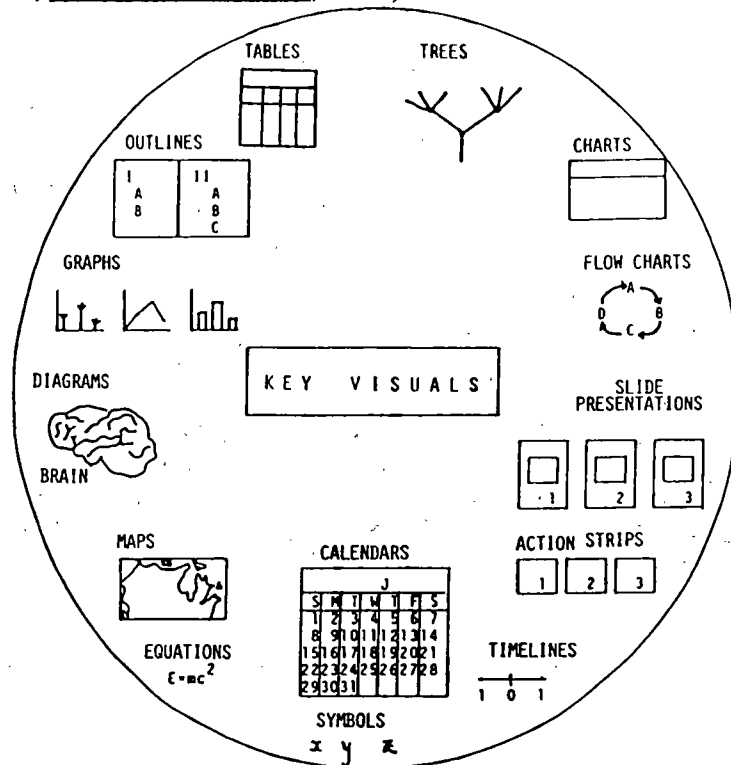 TABLES
TREES
OUTLINES
I
A
B
II
A
B
C
CHARTS
GRAPHS
FLOW CHARTS
A
B
C
D
A
KEY VISUALS
DIAGRAMS
BRAIN
SLIDE
PRESENTATIONS
1 2 3
MAPS
CALENDARS
J
S M T W T F S
1 2 3 4 5 6 7
8 9 10 11 12 13 14
15 16 17 18 19 20 21
22 23 24 25 26 27 28
29 30 31
ACTION STRIPS
1 2 3
EQUATIONS
E=mc²
TIMELINES
1 0 1
SYMBOLS
x y z